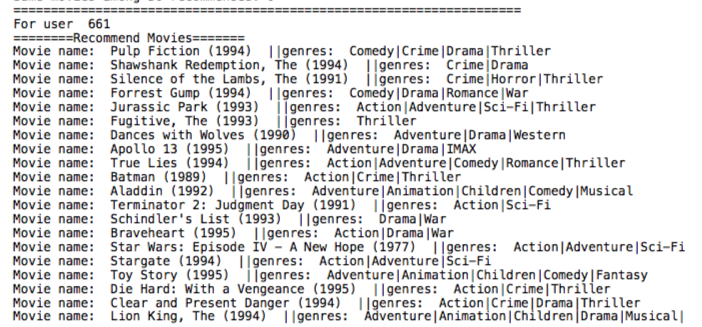 ======================================================================
For user  661
========Recommend Movies=======
Movie name:  Pulp Fiction (1994)  ||genres:  Comedy|Crime|Drama|Thriller
Movie name:  Shawshank Redemption, The (1994)  ||genres:  Crime|Drama
Movie name:  Silence of the Lambs, The (1991)  ||genres:  Crime|Horror|Thriller
Movie name:  Forrest Gump (1994)  ||genres:  Comedy|Drama|Romance|War
Movie name:  Jurassic Park (1993)  ||genres:  Action|Adventure|Sci-Fi|Thriller
Movie name:  Fugitive, The (1993)  ||genres:  Thriller
Movie name:  Dances with Wolves (1990)  ||genres:  Adventure|Drama|Western
Movie name:  Apollo 13 (1995)  ||genres:  Adventure|Drama|IMAX
Movie name:  True Lies (1994)  ||genres:  Action|Adventure|Comedy|Romance|Thriller
Movie name:  Batman (1989)  ||genres:  Action|Crime|Thriller
Movie name:  Aladdin (1992)  ||genres:  Adventure|Animation|Children|Comedy|Musical
Movie name:  Terminator 2: Judgment Day (1991)  ||genres:  Action|Sci-Fi
Movie name:  Schindler's List (1993)  ||genres:  Drama|War
Movie name:  Braveheart (1995)  ||genres:  Action|Drama|War
Movie name:  Star Wars: Episode IV - A New Hope (1977)  ||genres:  Action|Adventure|Sci-Fi
Movie name:  Stargate (1994)  ||genres:  Action|Adventure|Sci-Fi
Movie name:  Toy Story (1995)  ||genres:  Adventure|Animation|Children|Comedy|Fantasy
Movie name:  Die Hard: With a Vengeance (1995)  ||genres:  Action|Crime|Thriller
Movie name:  Clear and Present Danger (1994)  ||genres:  Action|Crime|Drama|Thriller
Movie name:  Lion King, The (1994)  ||genres:  Adventure|Animation|Children|Drama|Musical|